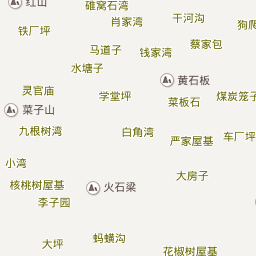 红山
碓窝石湾
肖家湾
干河沟
狗爬
铁厂坪
蔡家包
马道子
钱家湾
水塘子
黄石板
灵官庙
学堂坪
菜板石
煤炭笼子
菜子山
九根树湾
白角湾
严家屋基
车厂坪
小湾
大房子
核桃树屋基
火石梁
李子园
大坪
蚂蟥沟
花椒树屋基